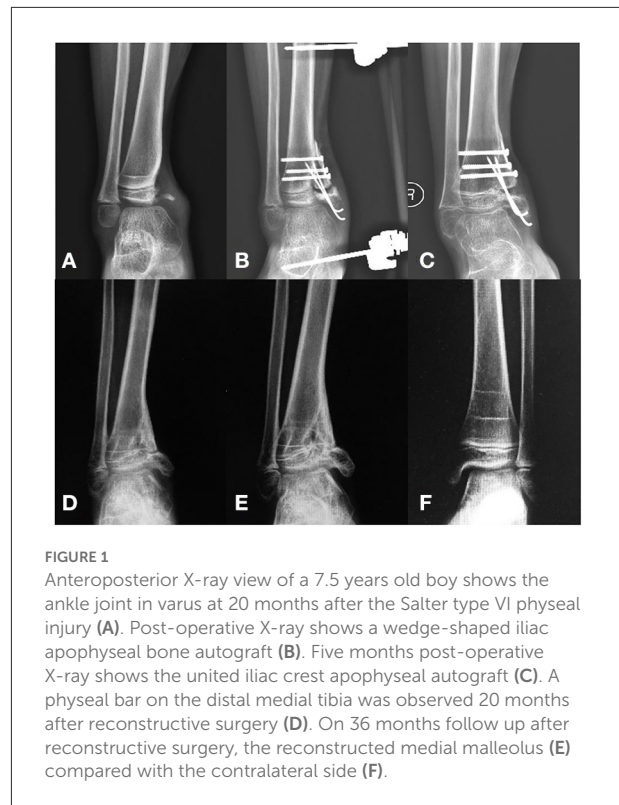 A
B
R
C
D
E
F
FIGURE 1
Anteroposterior X-ray view of a 7.5 years old boy shows the
ankle joint in varus at 20 months after the Salter type VI physeal
injury (A). Post-operative X-ray shows a wedge-shaped iliac
apophyseal bone autograft (B). Five months post-operative
X-ray shows the united iliac crest apophyseal autograft (C). A
physeal bar on the distal medial tibia was observed 20 months
after reconstructive surgery (D). On 36 months follow up after
reconstructive surgery, the reconstructed medial malleolus (E)
compared with the contralateral side (F).